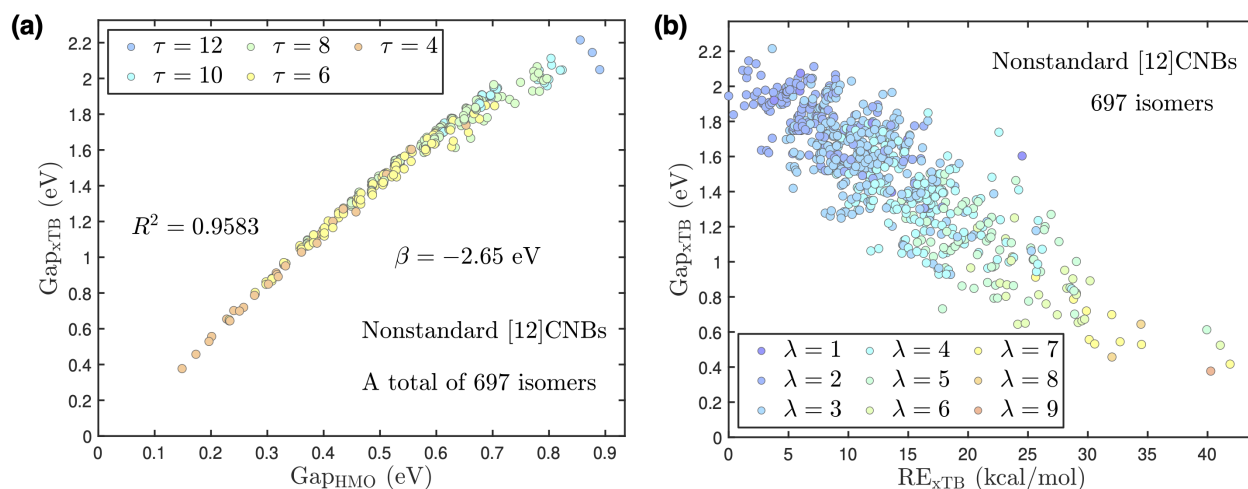 (a)
τ = 12 τ = 8 τ = 4
τ = 10 τ = 6
R² = 0.9583
β = −2.65 eV
Nonstandard [12]CNBs
A total of 697 isomers
Gap_xTB (eV)
2.2
2
1.8
1.6
1.4
1.2
1
0.8
0.6
0.4
0.2
0
0 0.1 0.2 0.3 0.4 0.5 0.6 0.7 0.8 0.9
Gap_HMO (eV)
(b)
Nonstandard [12]CNBs
697 isomers
Gap_xTB (eV)
2.2
2
1.8
1.6
1.4
1.2
1
0.8
0.6
0.4
0.2
0
λ = 1 λ = 4 λ = 7
λ = 2 λ = 5 λ = 8
λ = 3 λ = 6 λ = 9
0 5 10 15 20 25 30 35 40
RE_xTB (kcal/mol)